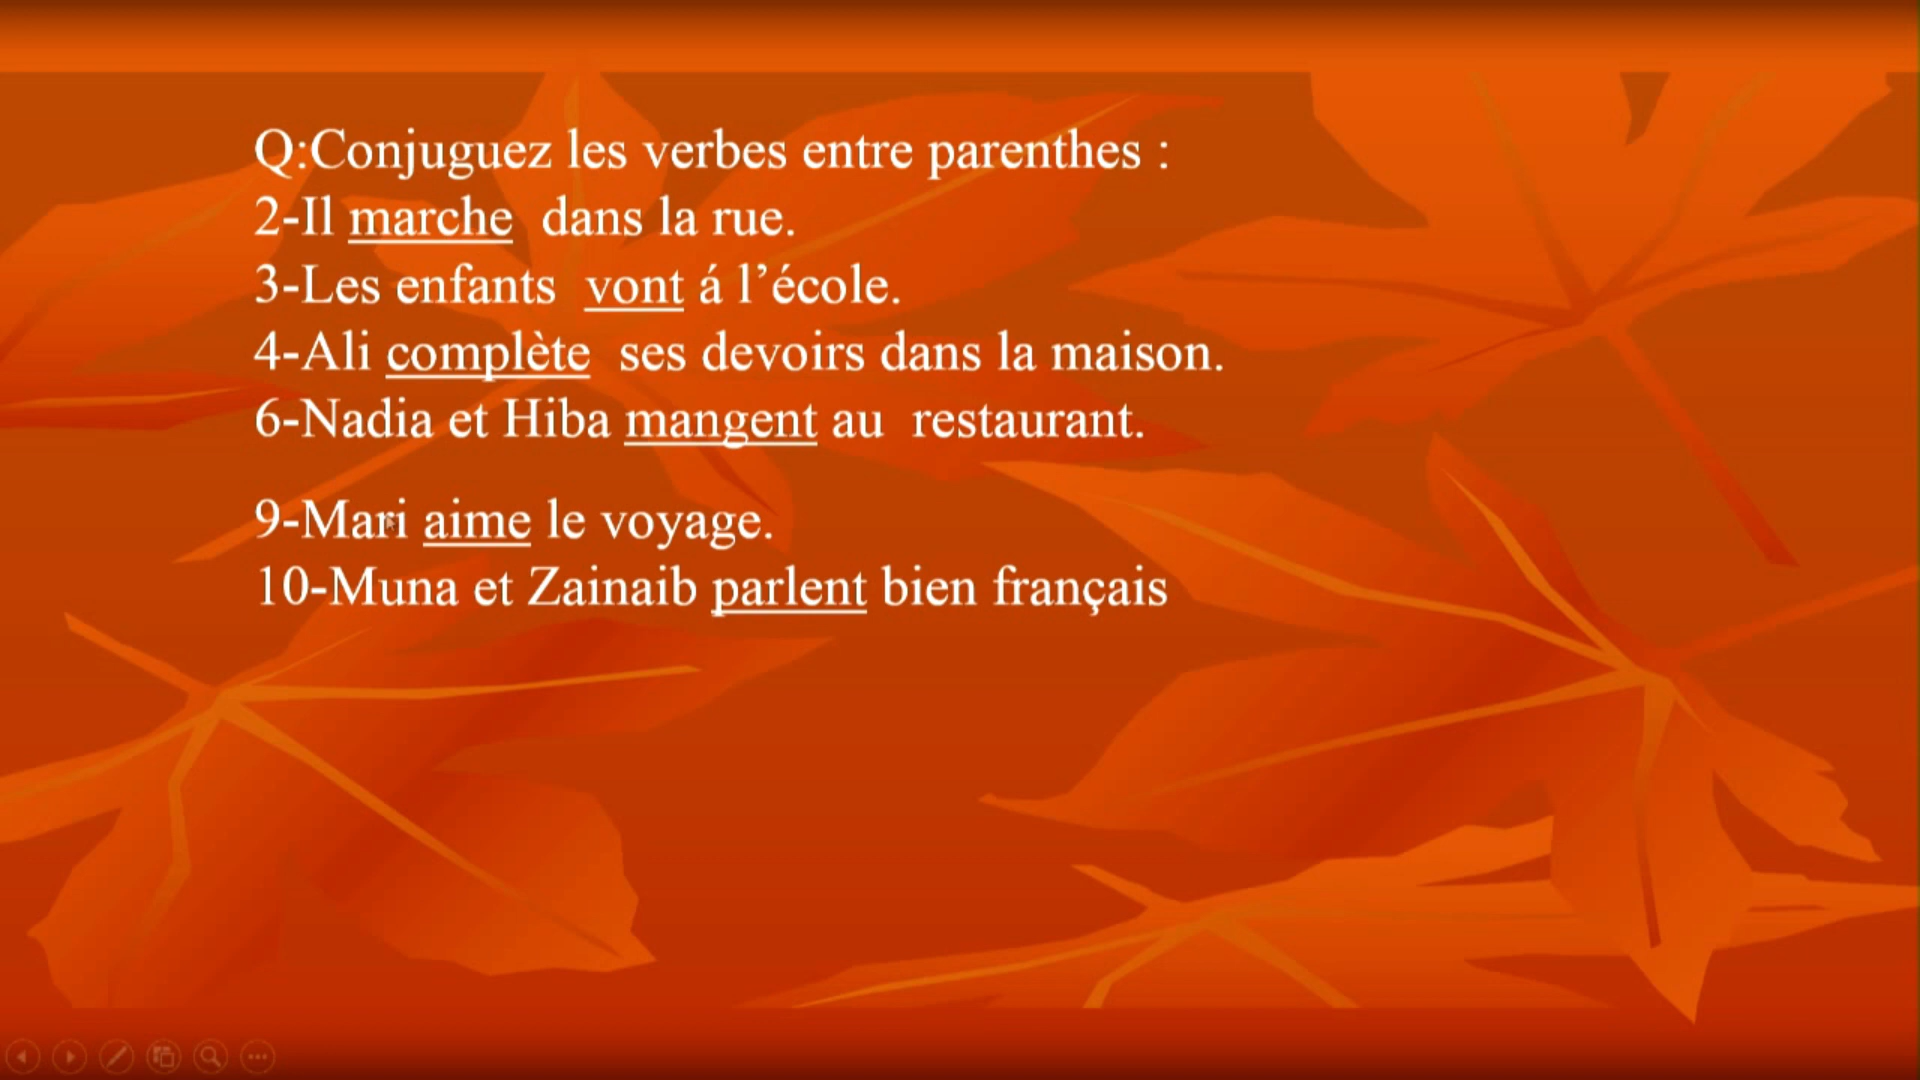 Q:Conjuguez les verbes entre parenthes :
2-Il marche dans la rue.
3-Les enfants vont á l’école.
4-Ali complète ses devoirs dans la maison.
6-Nadia et Hiba mangent au restaurant.
9-Mari aime le voyage.
10-Muna et Zainaib parlent bien français